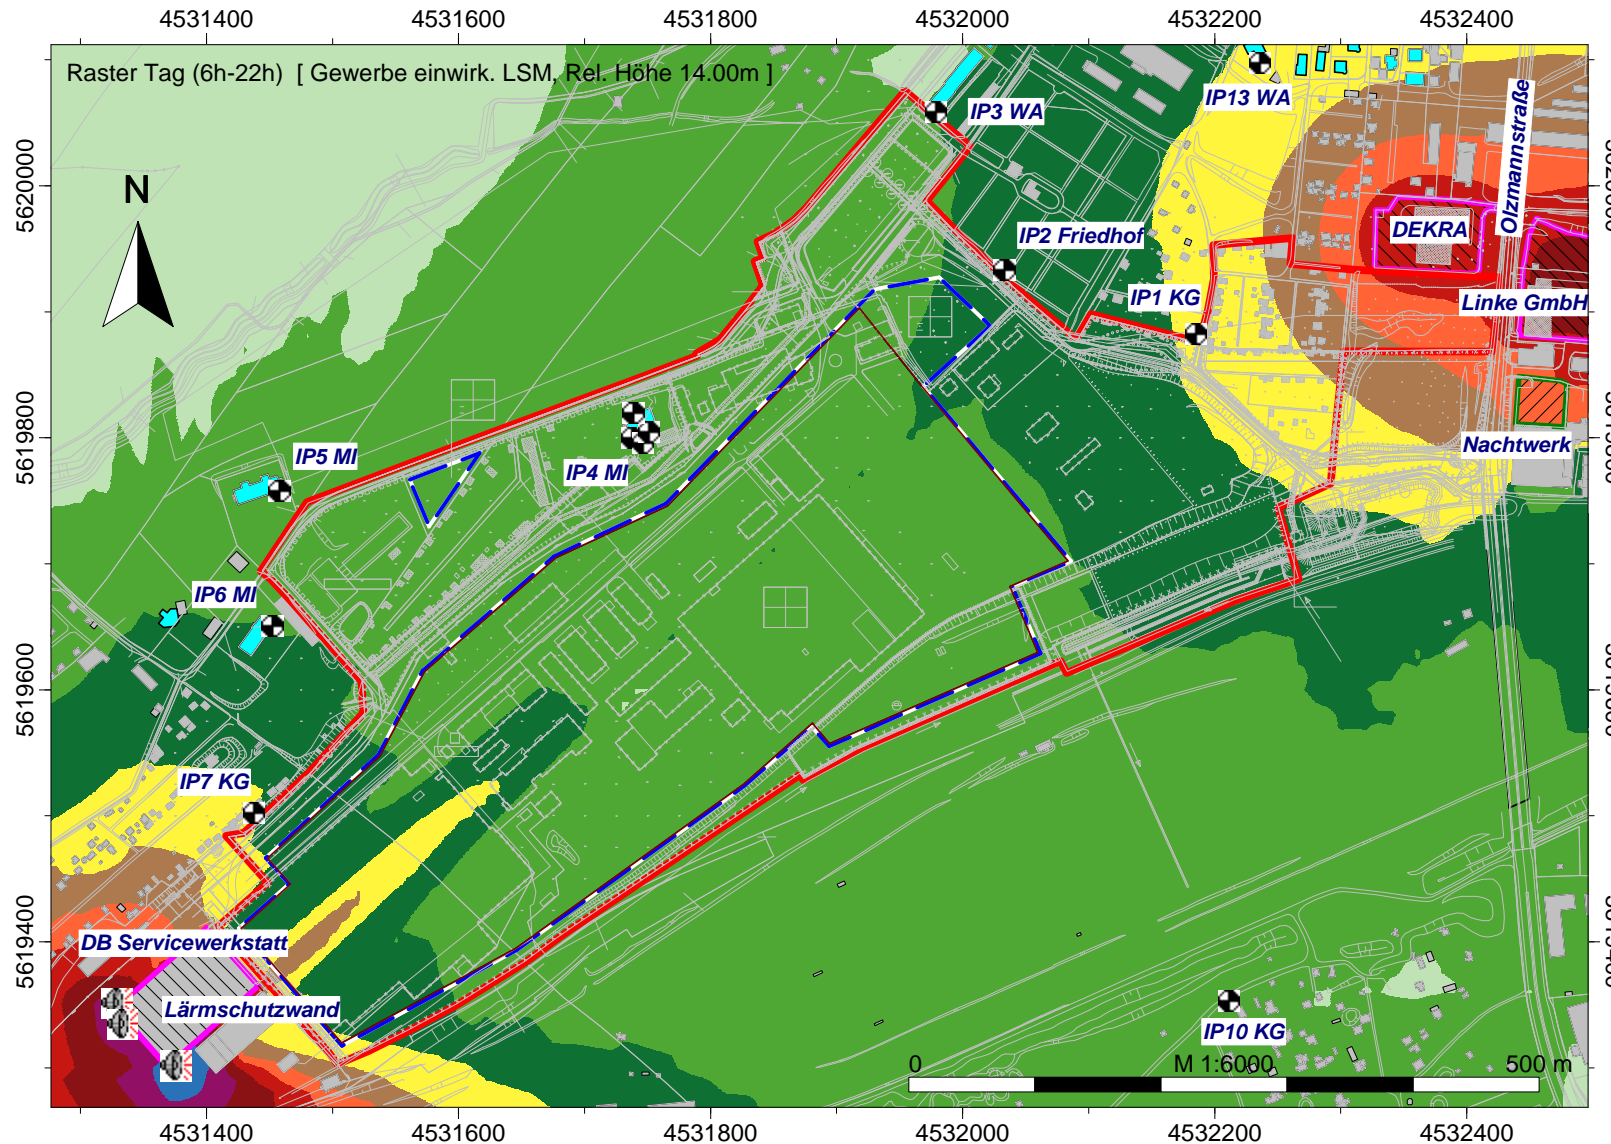 4531400 4531600 4531800 4532000 4532200 4532400
Raster Tag (6h-22h) [ Gewerbe einwirk. LSM, Rel. Höhe 14.00m ]
IP13 WA
IP3 WA
Olzmannstraße
N
5620000
IP2 Friedhof
DEKRA
IP1 KG
Linke GmbH
5619800
Nachtwerk
IP5 MI
IP4 MI
IP6 MI
5619600
IP7 KG
5619400
DB Servicewerkstatt
Lärmschutzwand
IP10 KG
0 M 1:6000 500 m
4531400 4531600 4531800 4532000 4532200 4532400